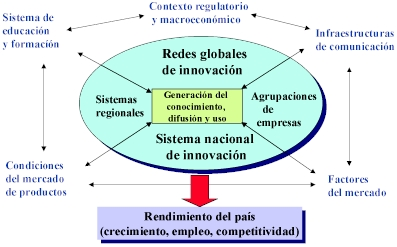 Contexto regulatorio
y macroeconómico
Sistema de
educación
y formación
Infraestructuras
de comunicación
Redes globales
de innovación
Sistemas
regionales
Generación del
conocimiento,
difusión y uso
Agrupaciones
de
empresas
Sistema nacional
de innovación
Condiciones
del mercado
de productos
Factores
del mercado
Rendimiento del país
(crecimiento, empleo, competitividad)